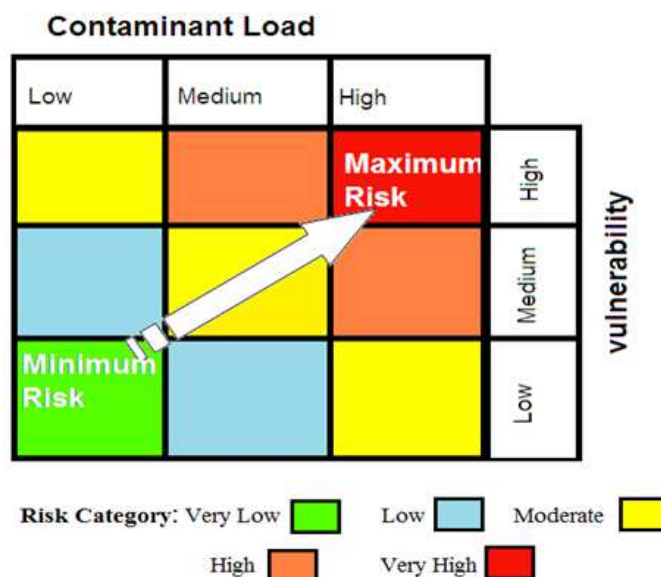 Contaminant Load
Low Medium High
Maximum
Risk
High
Medium
Minimum
Risk
Low
vulnerability
Risk Category: Very Low Low Moderate
High Very High